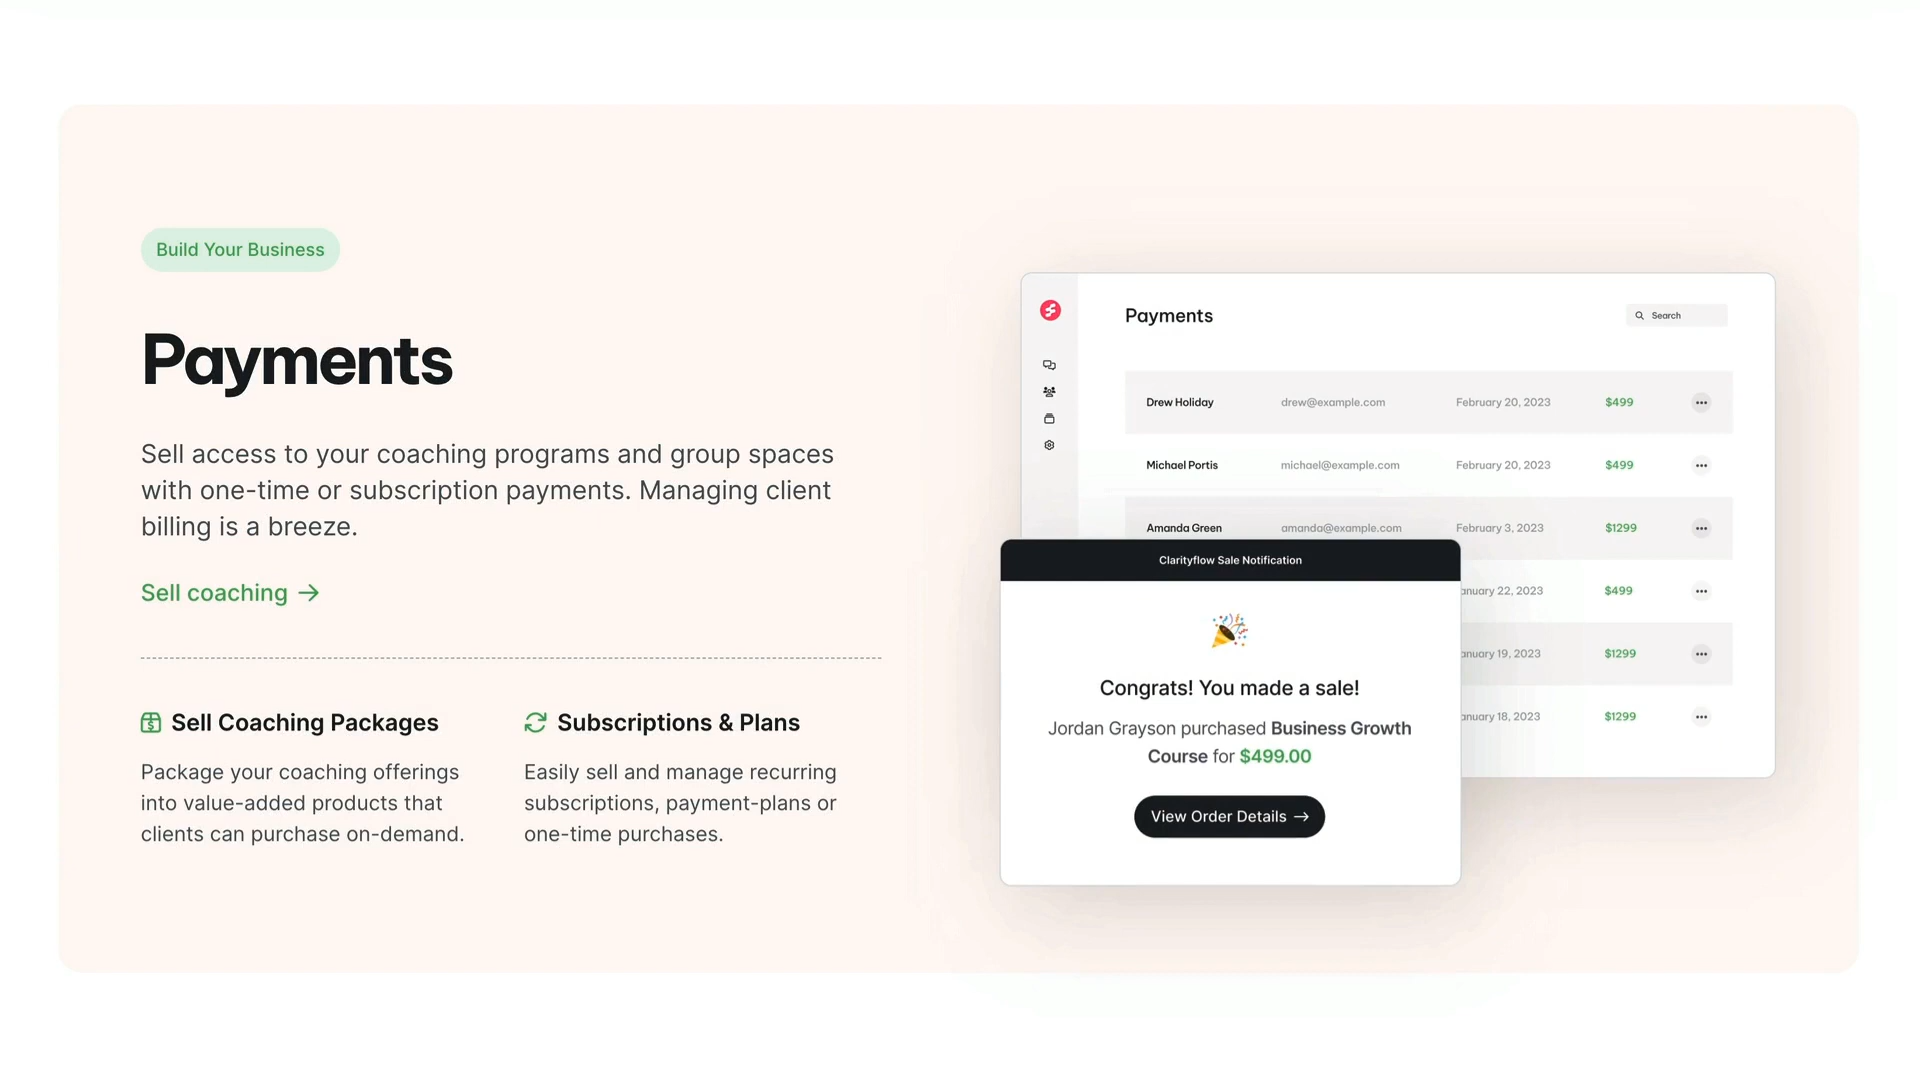 Build Your Business
Payments
Sell access to your coaching programs and group spaces
with one-time or subscription payments. Managing client
billing is a breeze.
Sell coaching →
Sell Coaching Packages
Package your coaching offerings
into value-added products that
clients can purchase on-demand.
Subscriptions & Plans
Easily sell and manage recurring
subscriptions, payment-plans or
one-time purchases.
Payments
Search
Drew Holiday drew@example.com February 20, 2023 $499
Michael Portis michael@example.com February 20, 2023 $499
Amanda Green amanda@example.com February 3, 2023 $1299
anuary 22, 2023 $499
anuary 19, 2023 $1299
anuary 18, 2023 $1299
Clarityflow Sale Notification
Congrats! You made a sale!
Jordan Grayson purchased Business Growth
Course for $499.00
View Order Details →